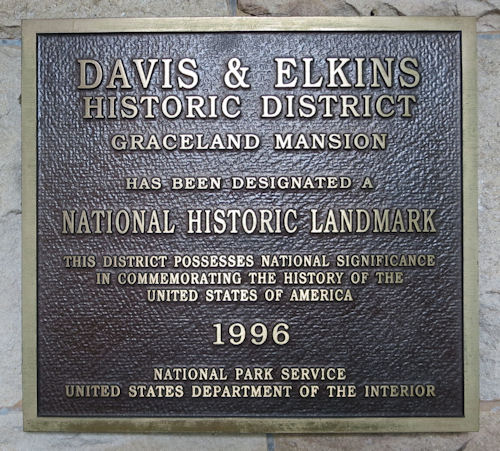 DAVIS & ELKINS
HISTORIC DISTRICT
GRACELAND MANSION
HAS BEEN DESIGNATED A
NATIONAL HISTORIC LANDMARK
THIS DISTRICT POSSESSES NATIONAL SIGNIFICANCE
IN COMMEMORATING THE HISTORY OF THE
UNITED STATES OF AMERICA
1996
NATIONAL PARK SERVICE
UNITED STATES DEPARTMENT OF THE INTERIOR